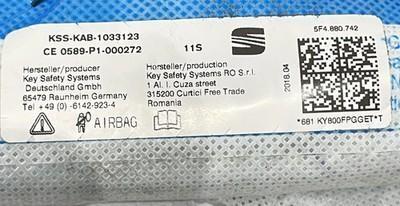 KSS-KAB-1033123
CE 0589-P1-000272
11S
5F4.880.742
Hersteller/producer
Key Safety Systems
Deutschland GmbH
65479 Raunheim Germany
Tel +49 (0) -6142-923-4
AIRBAG
Hersteller/production
Key Safety Systems RO S.r.l.
1 Al. Cuza street
315200 Curtici Free Trade
Romania
2018.04
*681 KY800FPGGET*T